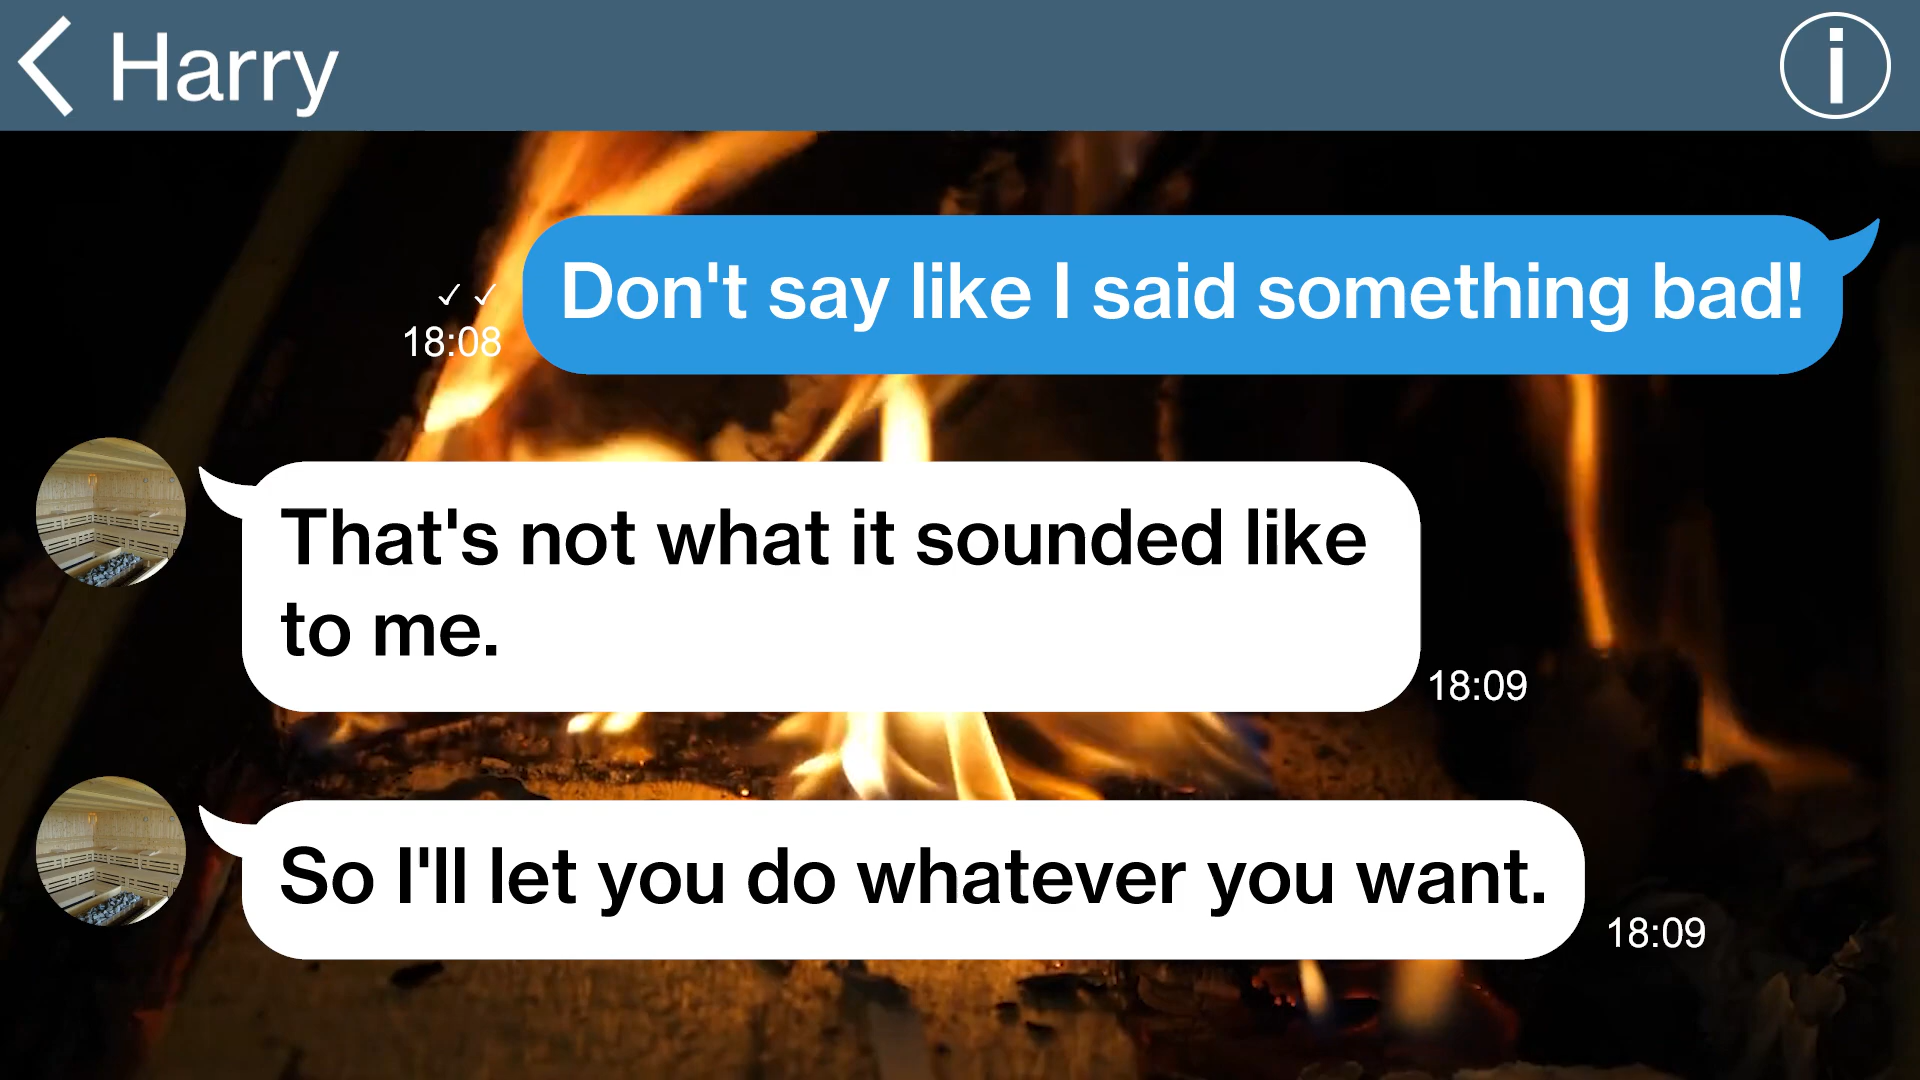 Harry
Don't say like I said something bad!
✓ ✓
18:08
That's not what it sounded like
to me.
18:09
So I'll let you do whatever you want.
18:09